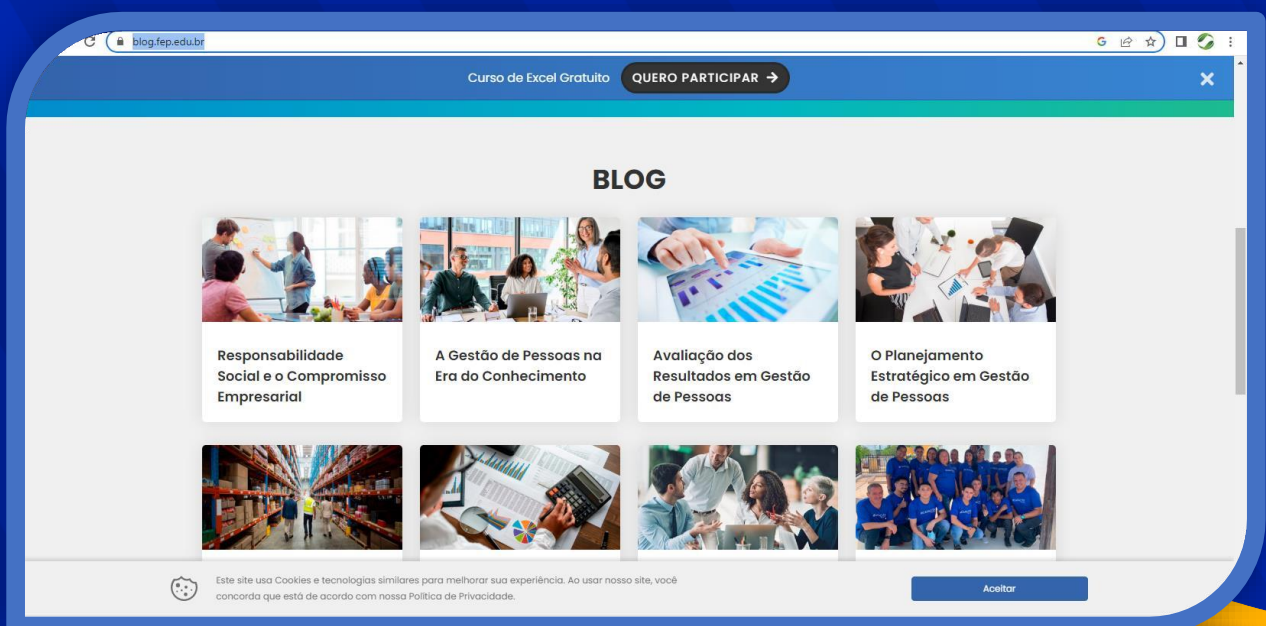 blog.fep.edu.br
Curso de Excel Gratuito QUERO PARTICIPAR →
BLOG
Responsabilidade
Social e o Compromisso
Empresarial
A Gestão de Pessoas na
Era do Conhecimento
Avaliação dos
Resultados em Gestão
de Pessoas
O Planejamento
Estratégico em Gestão
de Pessoas
Este site usa Cookies e tecnologias similares para melhorar sua experiência. Ao usar nosso site, você
concorda que está de acordo com nossa Política de Privacidade.
Aceitar